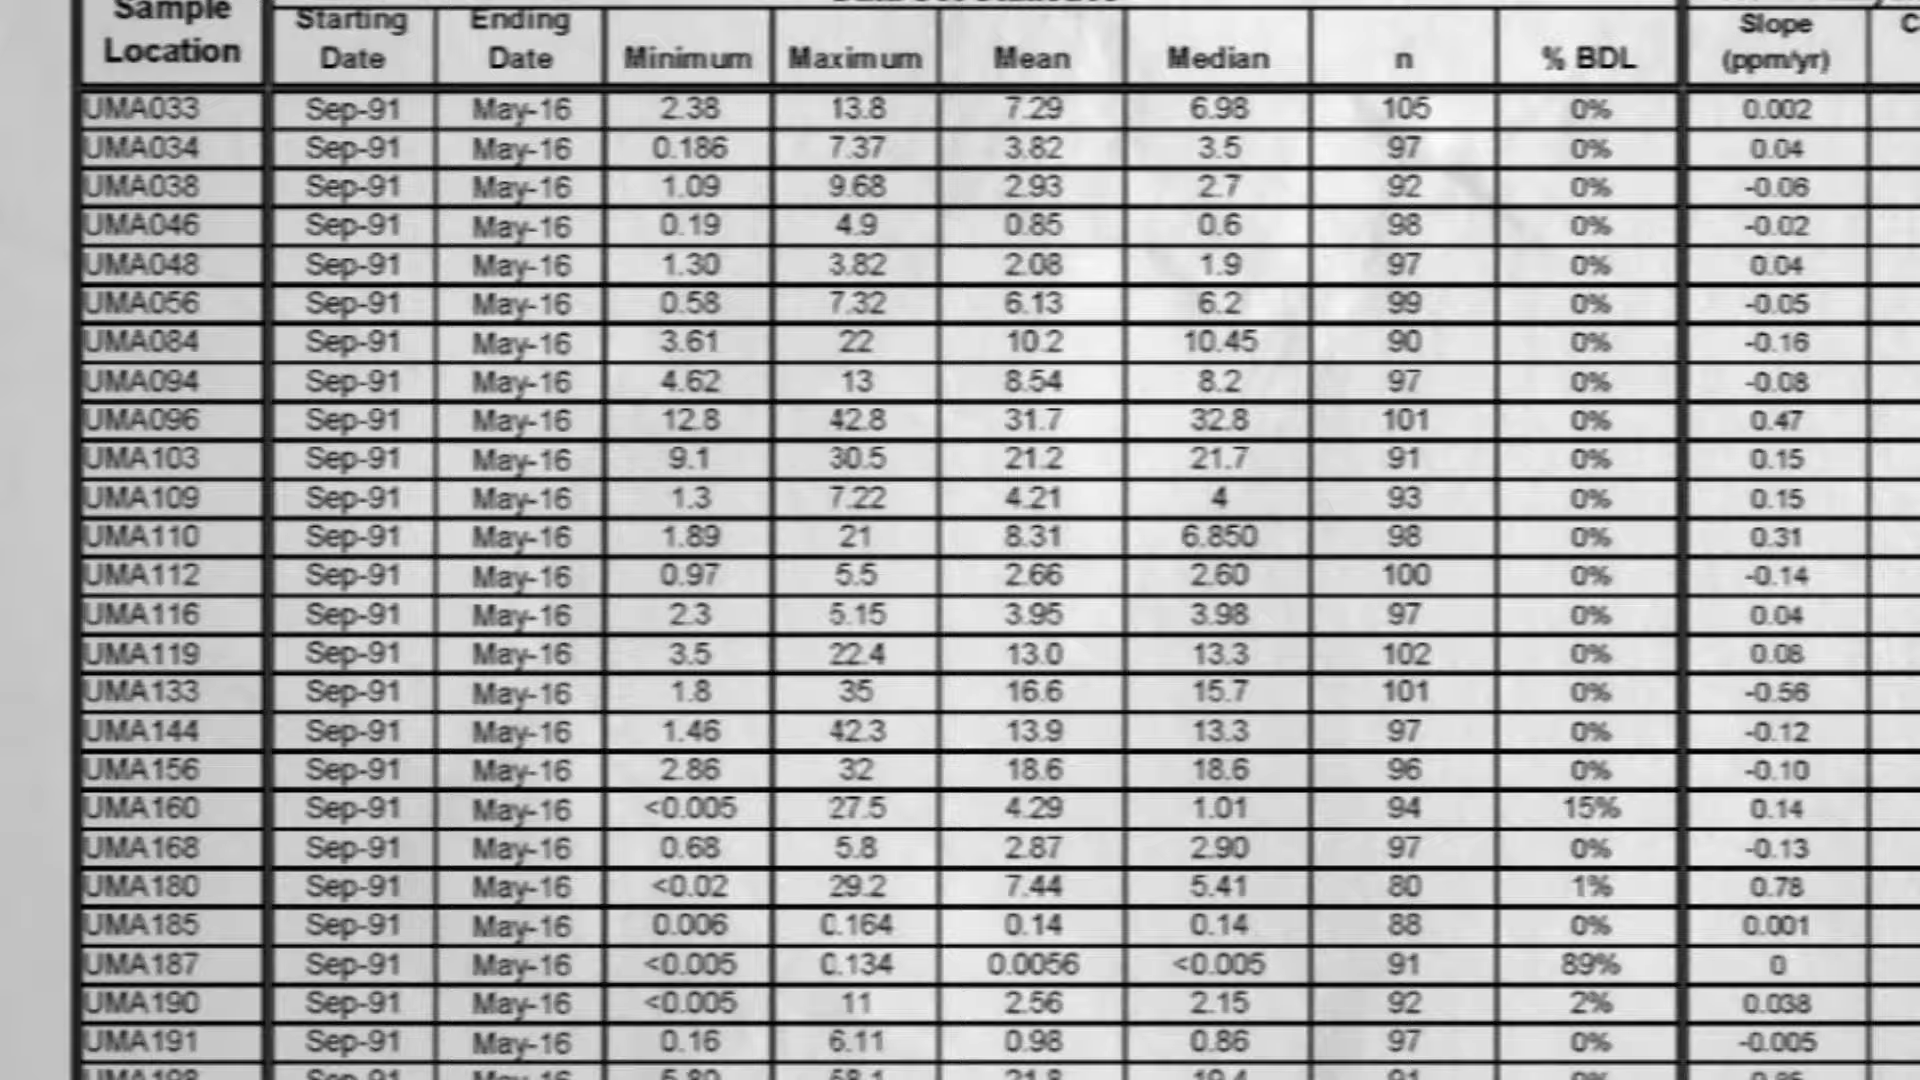 Sample Location Starting Date Ending Date Minimum Maximum Mean Median n % BDL Slope (ppm/yr)
UMA033 Sep-91 May-16 2.38 13.8 7.29 6.98 105 0% 0.002
UMA034 Sep-91 May-16 0.186 7.37 3.82 3.5 97 0% 0.04
UMA038 Sep-91 May-16 1.09 9.68 2.93 2.7 92 0% -0.06
UMA046 Sep-91 May-16 0.19 4.9 0.85 0.6 98 0% -0.02
UMA048 Sep-91 May-16 1.30 3.82 2.08 1.9 97 0% 0.04
UMA056 Sep-91 May-16 0.58 7.32 6.13 6.2 99 0% -0.05
UMA084 Sep-91 May-16 3.61 22 10.2 10.45 90 0% -0.16
UMA094 Sep-91 May-16 4.62 13 8.54 8.2 97 0% -0.08
UMA096 Sep-91 May-16 12.8 42.8 31.7 32.8 101 0% 0.47
UMA103 Sep-91 May-16 9.1 30.5 21.2 21.7 91 0% 0.15
UMA109 Sep-91 May-16 1.3 7.22 4.21 4 93 0% 0.15
UMA110 Sep-91 May-16 1.89 21 8.31 6.850 98 0% 0.31
UMA112 Sep-91 May-16 0.97 5.5 2.66 2.60 100 0% -0.14
UMA116 Sep-91 May-16 2.3 5.15 3.95 3.98 97 0% 0.04
UMA119 Sep-91 May-16 3.5 22.4 13.0 13.3 102 0% 0.08
UMA133 Sep-91 May-16 1.8 35 16.6 15.7 101 0% -0.56
UMA144 Sep-91 May-16 1.46 42.3 13.9 13.3 97 0% -0.12
UMA156 Sep-91 May-16 2.86 32 18.6 18.6 96 0% -0.10
UMA160 Sep-91 May-16 <0.005 27.5 4.29 1.01 94 15% 0.14
UMA168 Sep-91 May-16 0.68 5.8 2.87 2.90 97 0% -0.13
UMA180 Sep-91 May-16 <0.02 29.2 7.44 5.41 80 1% 0.78
UMA185 Sep-91 May-16 0.006 0.164 0.14 0.14 88 0% 0.001
UMA187 Sep-91 May-16 <0.005 0.134 0.0056 <0.005 91 89% 0
UMA190 Sep-91 May-16 <0.005 11 2.56 2.15 92 2% 0.038
UMA191 Sep-91 May-16 0.16 6.11 0.98 0.86 97 0% -0.005